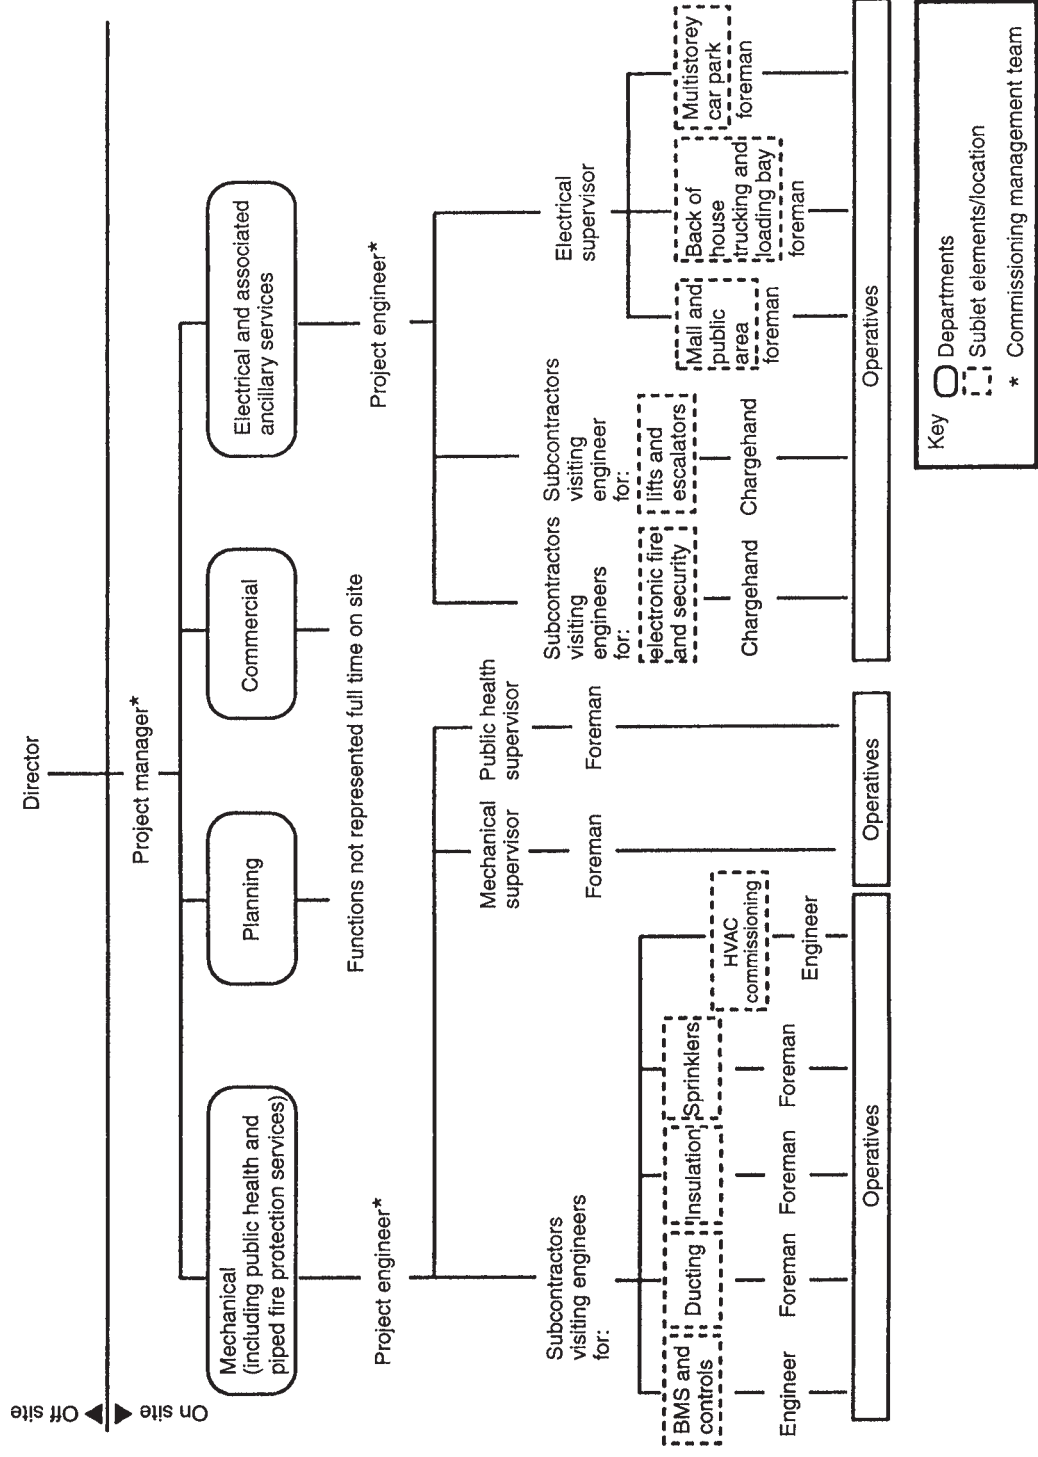 Off site
On site
Director
Project manager*
Mechanical
(including public health and
piped fire protection services)
Planning
Commercial
Electrical and associated
ancillary services
Functions not represented full time on site
Project engineer*
Project engineer*
Subcontractors
visiting engineers
for:
Mechanical
supervisor
Public health
supervisor
Foreman
Foreman
Subcontractors
visiting
engineers
for:
electronic fire
and security
Chargehand
Subcontractors
visiting
engineer
for:
lifts and
escalators
Chargehand
Electrical
supervisor
Mall and
public
area
foreman
Back of
house
trucking and
loading bay
foreman
Multistorey
car park
foreman
BMS and
controls
Engineer
Ducting
Foreman
Insulation
Foreman
Sprinklers
Foreman
HVAC
commissioning
Engineer
Operatives
Operatives
Operatives
Key
Departments
Sublet elements/location
* Commissioning management team